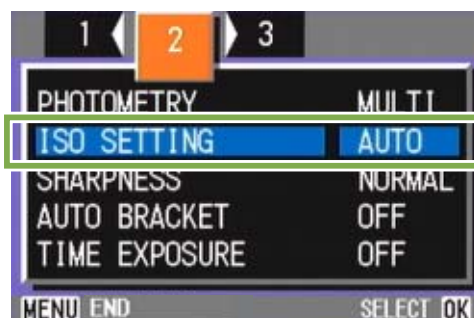 1 2 3
PHOTOMETRY MULTI
ISO SETTING AUTO
SHARPNESS NORMAL
AUTO BRACKET OFF
TIME EXPOSURE OFF
MENU END SELECT OK